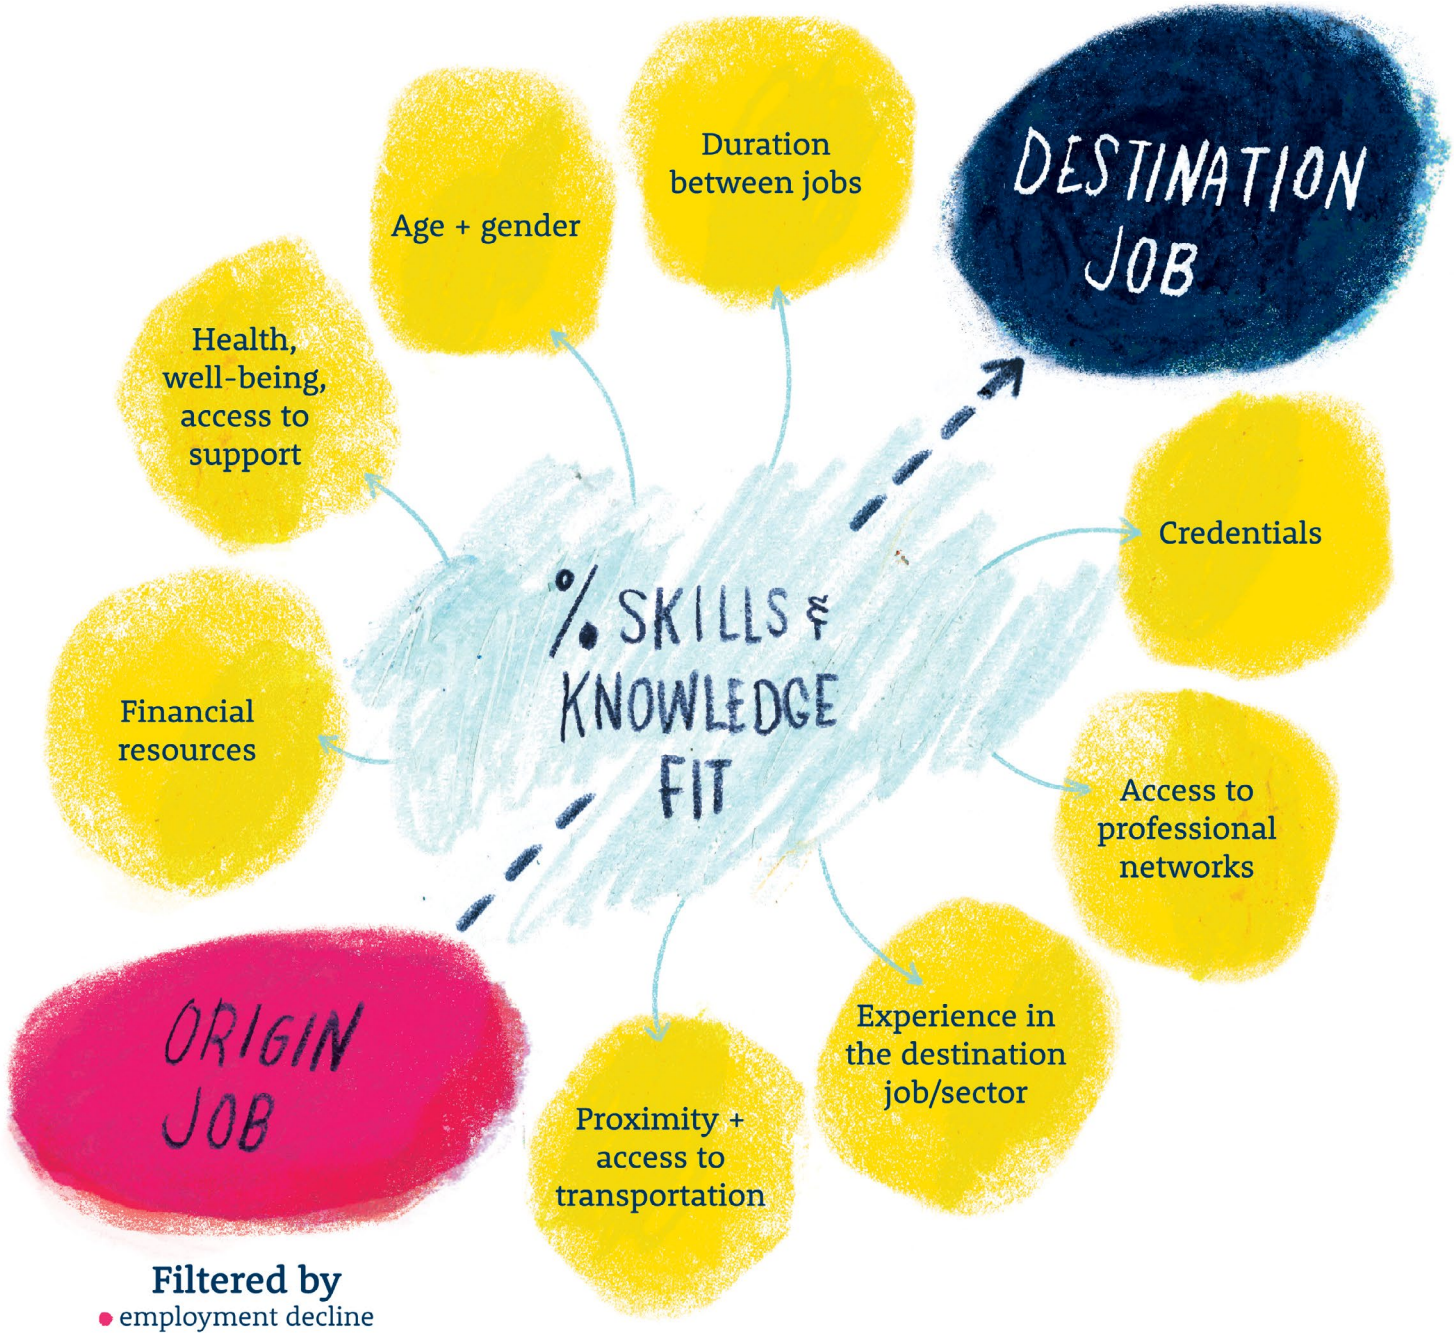 Duration
between jobs
DESTINATION
JOB
Age + gender
Health,
well-being,
access to
support
Credentials
% SKILLS &
KNOWLEDGE
FIT
Financial
resources
Access to
professional
networks
Experience in
the destination
job/sector
ORIGIN
JOB
Proximity +
access to
transportation
Filtered by
employment decline